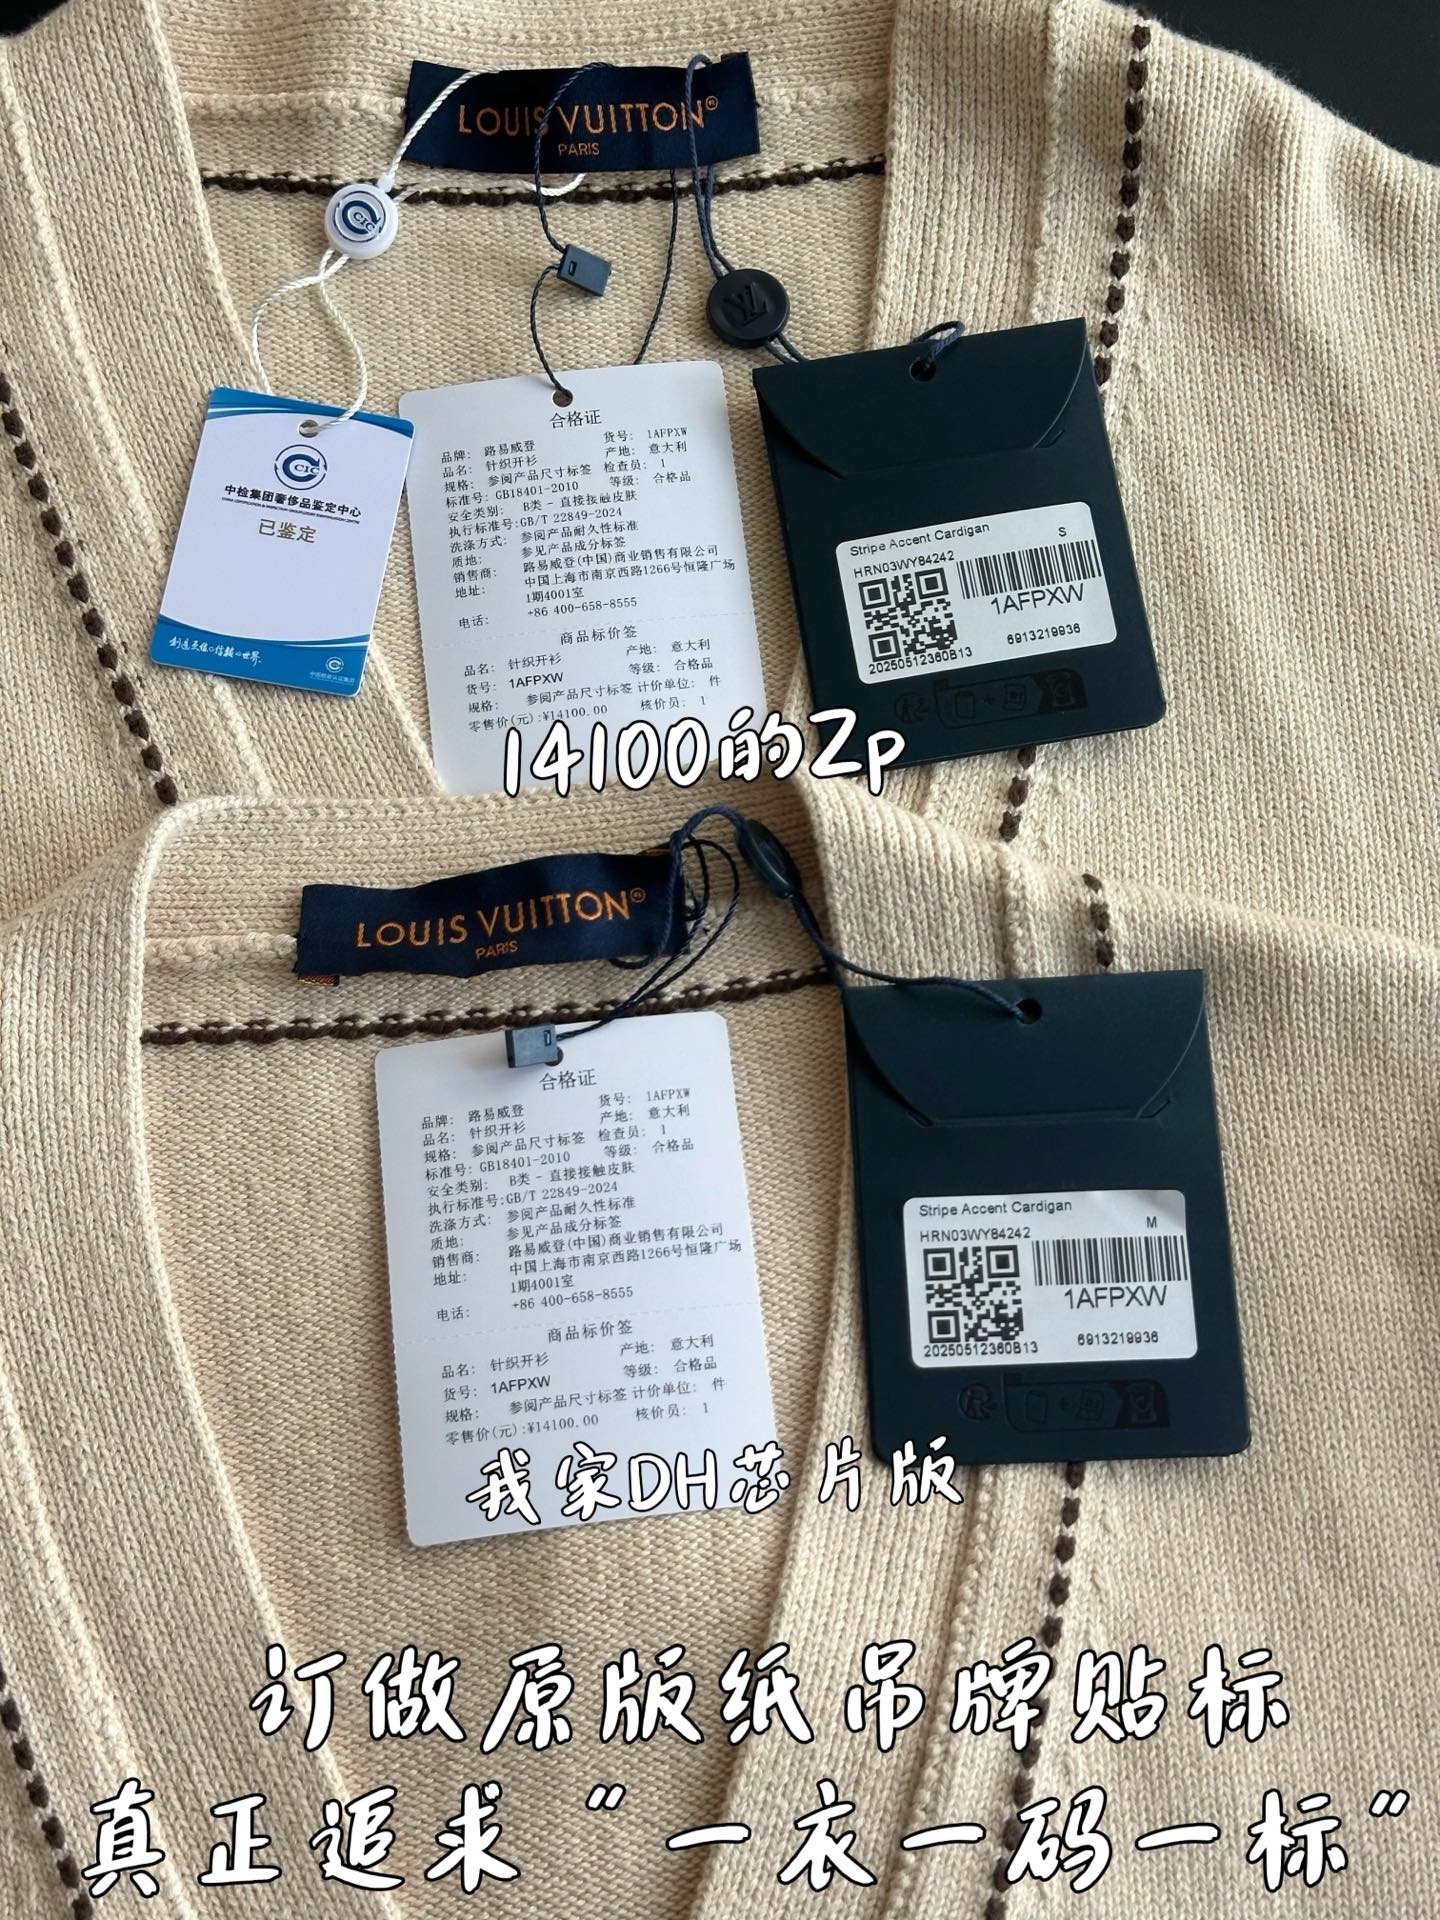 LOUIS VUITTON®
PARIS
CCIC
中检集团奢侈品鉴定中心
已鉴定
合格证
品牌: 路易威登 货号: 1AFPXW
品名: 针织开衫 产地: 意大利
规格: 参阅产品尺寸标签 检查员: 1
标准号: GB18401-2010 等级: 合格品
安全类别: B类 - 直接接触皮肤
执行标准号:GB/T 22849-2024
洗涤方式: 参阅产品耐久性标准
质地: 参见产品成分标签
销售商: 路易威登(中国)商业销售有限公司
地址: 中国上海市南京西路1266号恒隆广场
1期4001室
电话: +86 400-658-8555
商品标价签
品名: 针织开衫 产地: 意大利
货号: 1AFPXW 等级: 合格品
规格: 参阅产品尺寸标签 计价单位: 件
零售价(元):¥14100.00 核价员: 1
Stripe Accent Cardigan
S
HRN03WY84242
1AFPXW
6913219936
20250512360B13
14100的Zp
LOUIS VUITTON®
PARIS
合格证
品牌: 路易威登 货号: 1AFPXW
品名: 针织开衫 产地: 意大利
规格: 参阅产品尺寸标签 检查员: 1
标准号: GB18401-2010 等级: 合格品
安全类别: B类 - 直接接触皮肤
执行标准号:GB/T 22849-2024
洗涤方式: 参阅产品耐久性标准
质地: 参见产品成分标签
销售商: 路易威登(中国)商业销售有限公司
地址: 中国上海市南京西路1266号恒隆广场
1期4001室
电话: +86 400-658-8555
商品标价签
品名: 针织开衫 产地: 意大利
货号: 1AFPXW 等级: 合格品
规格: 参阅产品尺寸标签 计价单位: 件
零售价(元):¥14100.00 核价员: 1
Stripe Accent Cardigan
M
HRN03WY84242
1AFPXW
6913219936
20250512360B13
我家DH芯片版
订做原版纸吊牌贴标
真正追求“一衣一码一标”